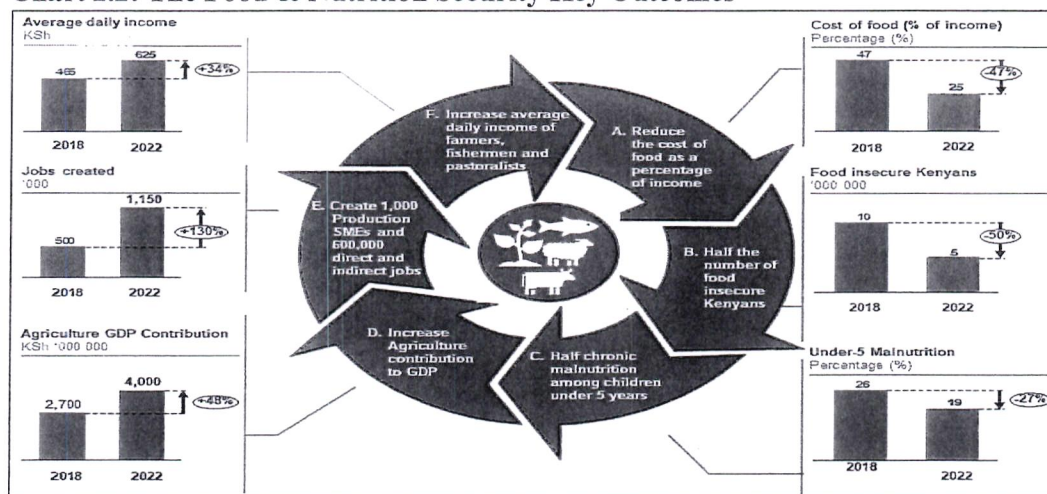 Average daily income
KSh
465
625
+34%
2018
2022
Jobs created
'000
500
1,150
+130%
2018
2022
Agriculture GDP Contribution
KSh '000 000
2,700
4,000
+48%
2018
2022
F. Increase average
daily income of
farmers,
fishermen and
pastoralists
A. Reduce
the cost of
food as a
percentage
of income
E. Create 1,000
Production
SMEs and
600,000
direct and
indirect jobs
B. Half the
number of
food
insecure
Kenyans
D. Increase
Agriculture
contribution
to GDP
C. Half chronic
malnutrition
among children
under 5 years
Cost of food (% of income)
Percentage (%)
47
25
-47%
2018
2022
Food insecure Kenyans
'000 000
10
5
-50%
2018
2022
Under-5 Malnutrition
Percentage (%)
26
19
-27%
2018
2022